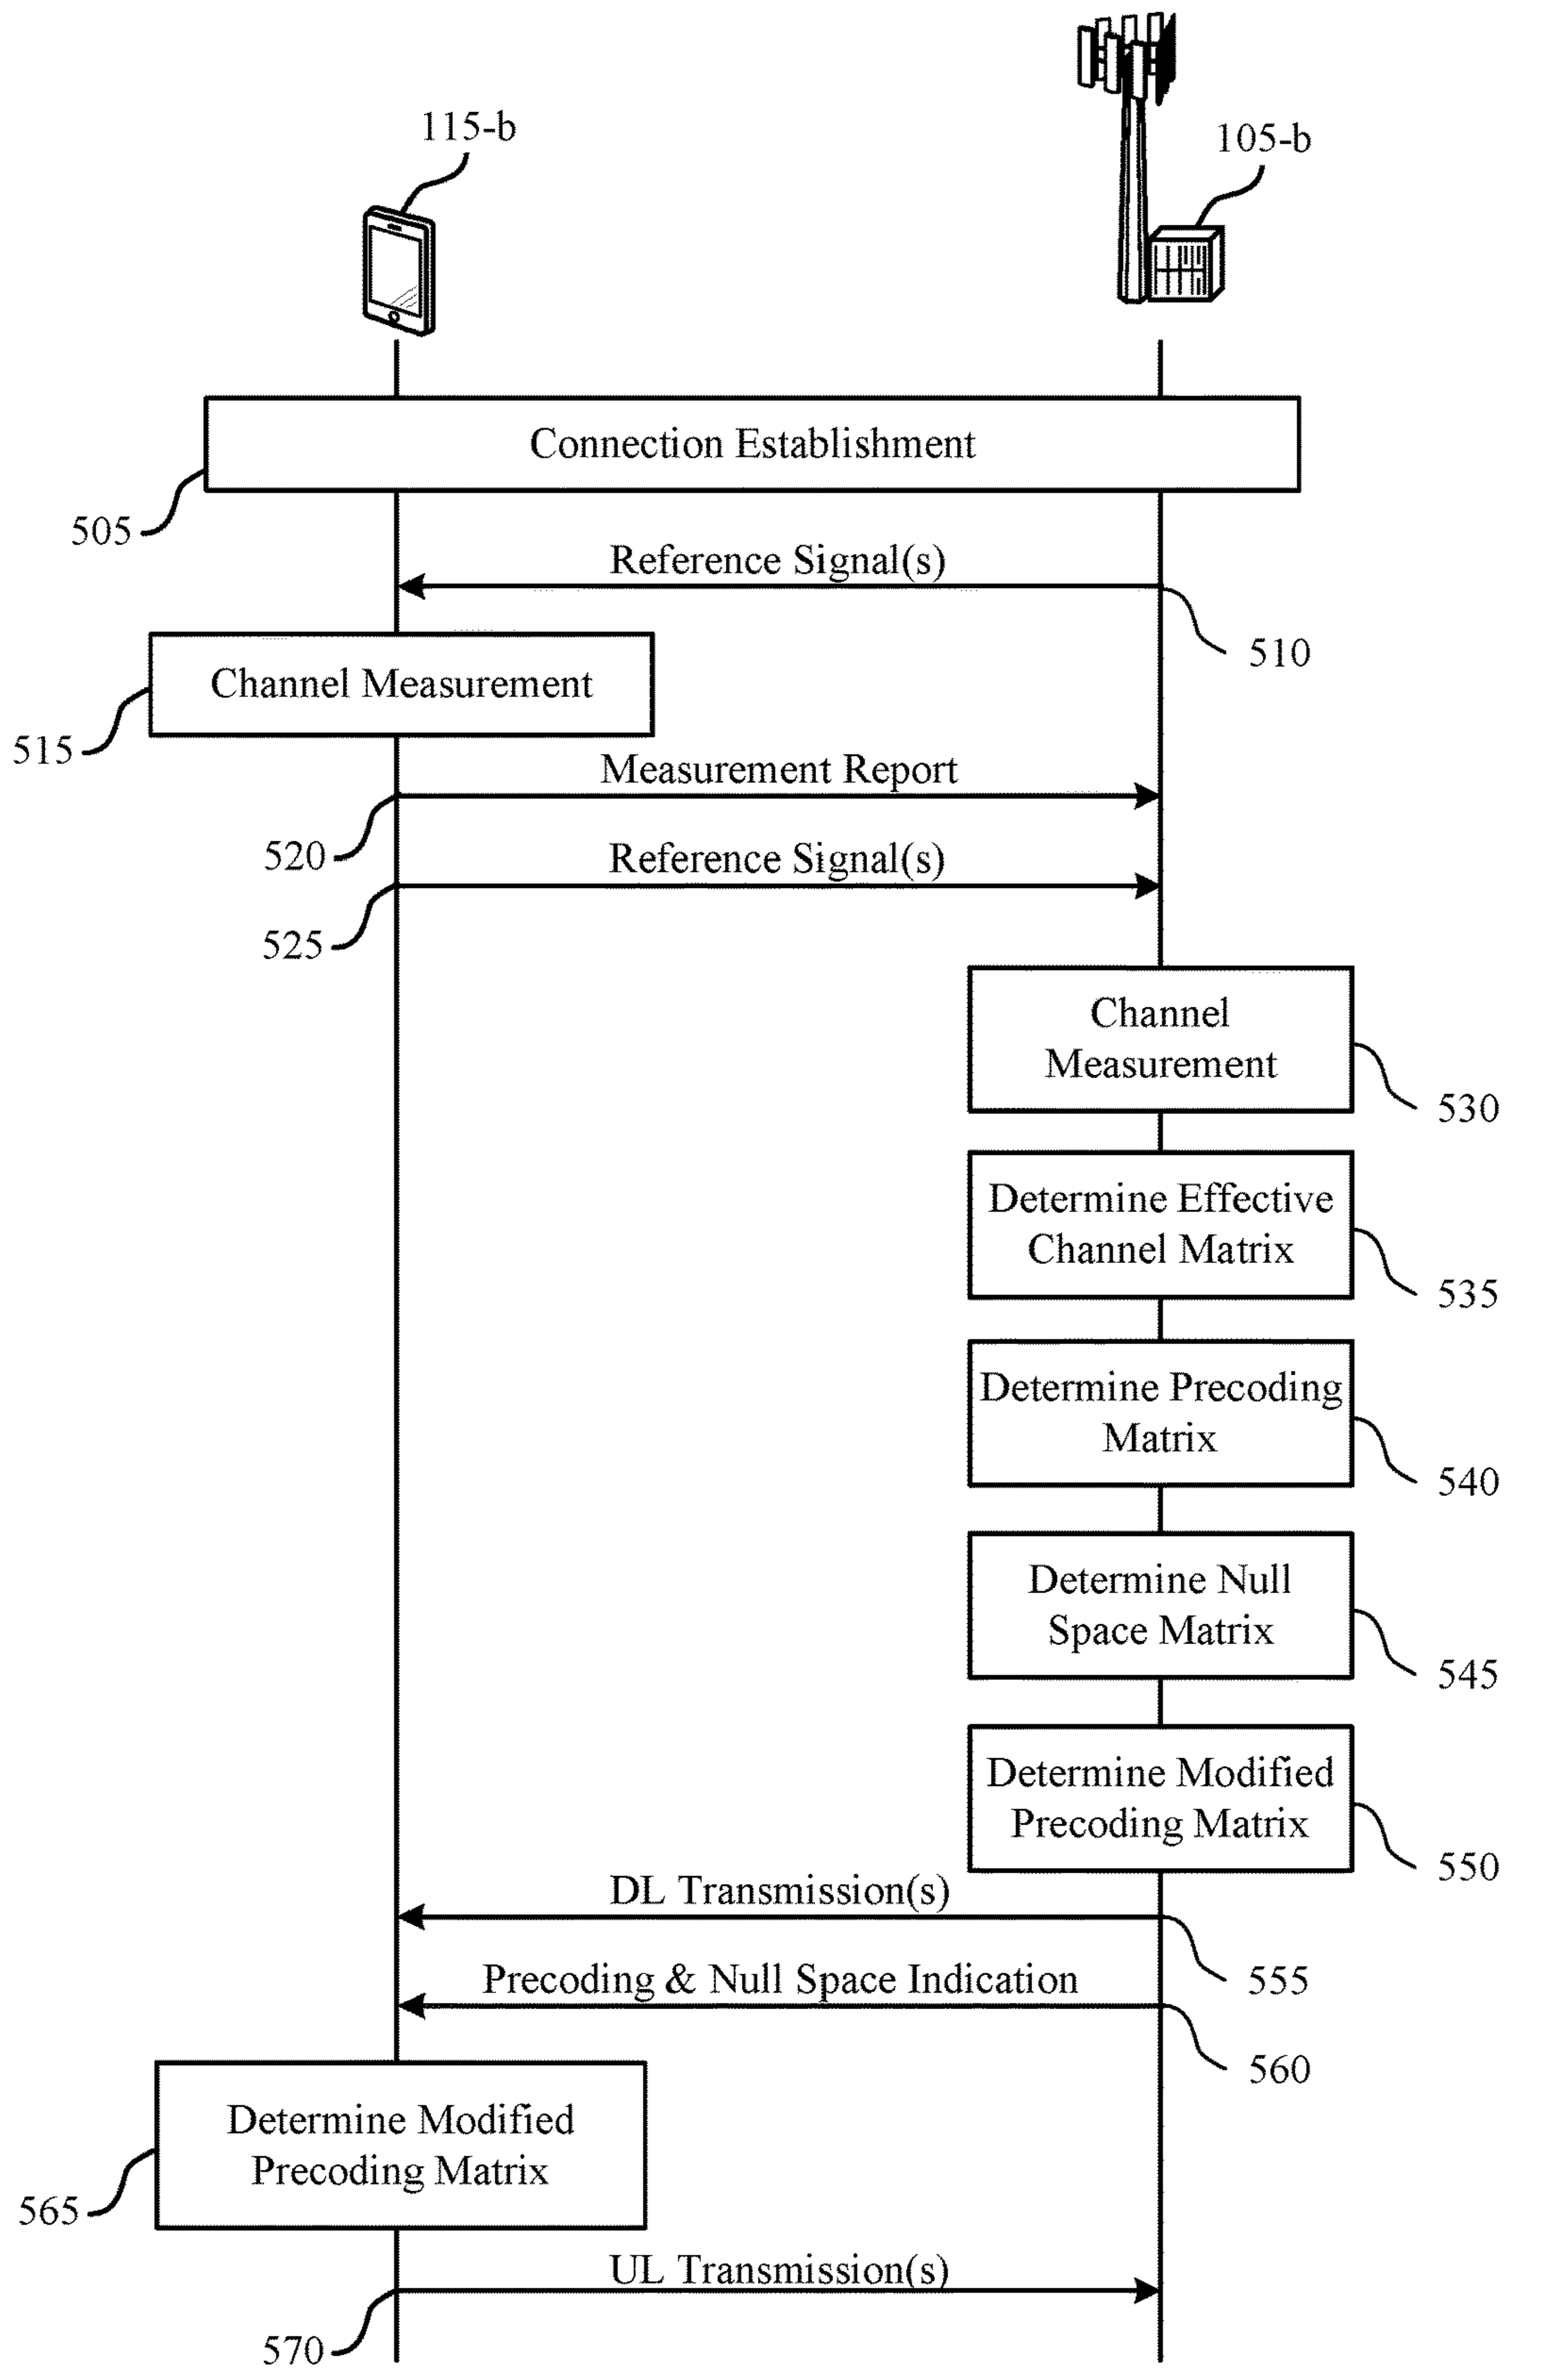 115-b
105-b
Connection Establishment
505
Reference Signal(s)
510
Channel Measurement
515
Measurement Report
520
Reference Signal(s)
525
Channel
Measurement
530
Determine Effective
Channel Matrix
535
Determine Precoding
Matrix
540
Determine Null
Space Matrix
545
Determine Modified
Precoding Matrix
550
DL Transmission(s)
555
Precoding & Null Space Indication
560
Determine Modified
Precoding Matrix
565
UL Transmission(s)
570